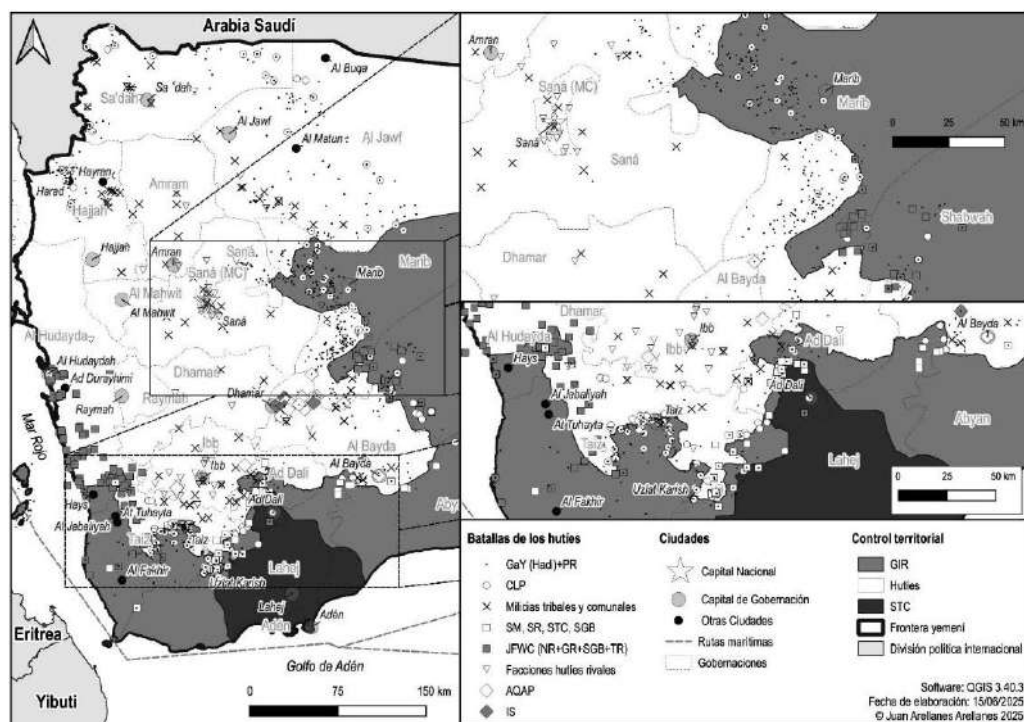 Arabia Saudí
Al Buqa
Sa'dah
Sa'dah
Al Jawf
Al Matun
Al Jawf
Harad
Hayran
Hajjah
Amram
Hajjah
Amran
Saná
Saná (MC)
Marib
Marib
Al Mahwit
Al Mahwit
Saná
Al Hudayda
Al Hudaydah
Ad Durayhimi
Dhamar
Raymah
Raymah
Dhamar
Mar Rojo
Ibb
Ibb
Ad Dali
Al Bayda
Al Bayda
Hays
At Tuhayta
Al Jabaliyah
Ad Dali
Taiz
Taiz
Al Fakhir
Uzlat Karish
Lahej
Lahej
Adén
Adén
Eritrea
Yibuti
Golfo de Adén
0 75 150 km
Amran
Saná (MC)
Saná
Saná
Marib
Marib
0 25 50 km
Shabwah
Dhamar
Al Bayda
Dhamar
Al Hudayda
Hays
Ibb
Ibb
Ad Dali
Al Bayda
Ad Dali
Al Jabaliyah
At Tuhayta
Taiz
Taiz
Abyan
Lahej
Uzlat Karish
Al Fakhir
0 25 50 km
Batallas de los hutíes
GaY (Hadi)+PR
CLP
Milicias tribales y comunales
SM, SR, STC, SGB
JFWC (NR+GR+SGB+TR)
Facciones hutíes rivales
AQAP
IS
Ciudades
Capital Nacional
Capital de Gobernación
Otras Ciudades
Rutas marítimas
Gobernaciones
Control territorial
GIR
Hutíes
STC
Frontera yemení
División política internacional
Software: QGIS 3.40.3
Fecha de elaboración: 15/06/2025
© Juan Arellanes Arellanes